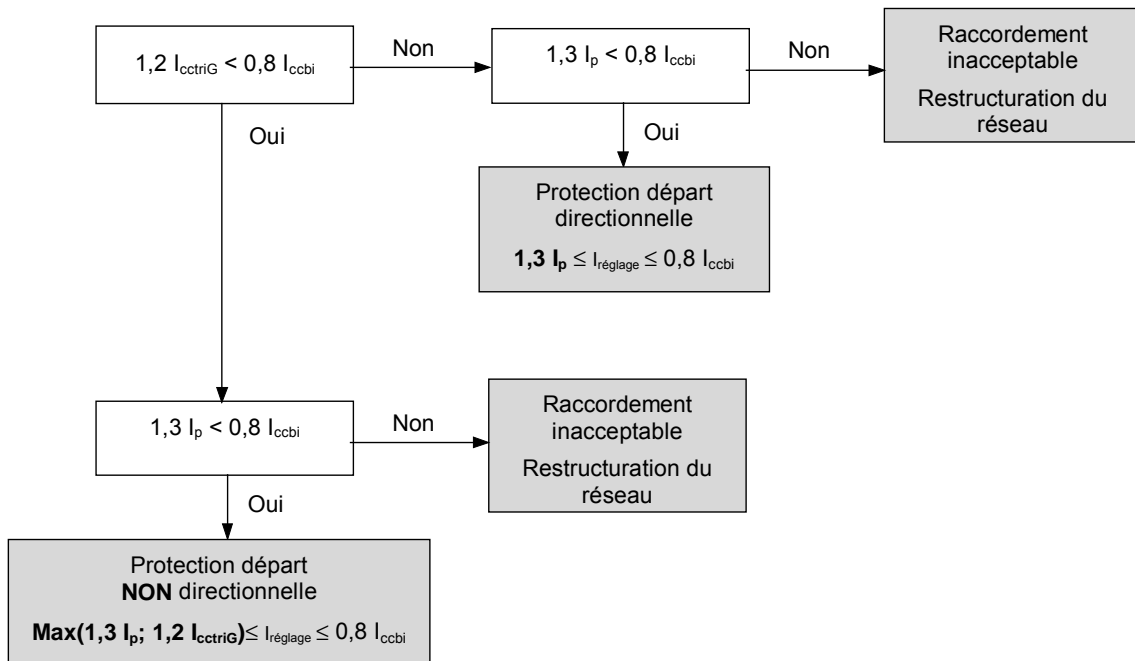 1,2 IcctriG < 0,8 Iccbi
Non
1,3 Ip < 0,8 Iccbi
Non
Raccordement
inacceptable
Restructuration du
réseau
Oui
Oui
Protection départ
directionnelle
1,3 Ip ≤ Iréglage ≤ 0,8 Iccbi
1,3 Ip < 0,8 Iccbi
Non
Raccordement
inacceptable
Restructuration du
réseau
Oui
Protection départ
NON directionnelle
Max(1,3 Ip; 1,2 IcctriG)≤ Iréglage ≤ 0,8 Iccbi